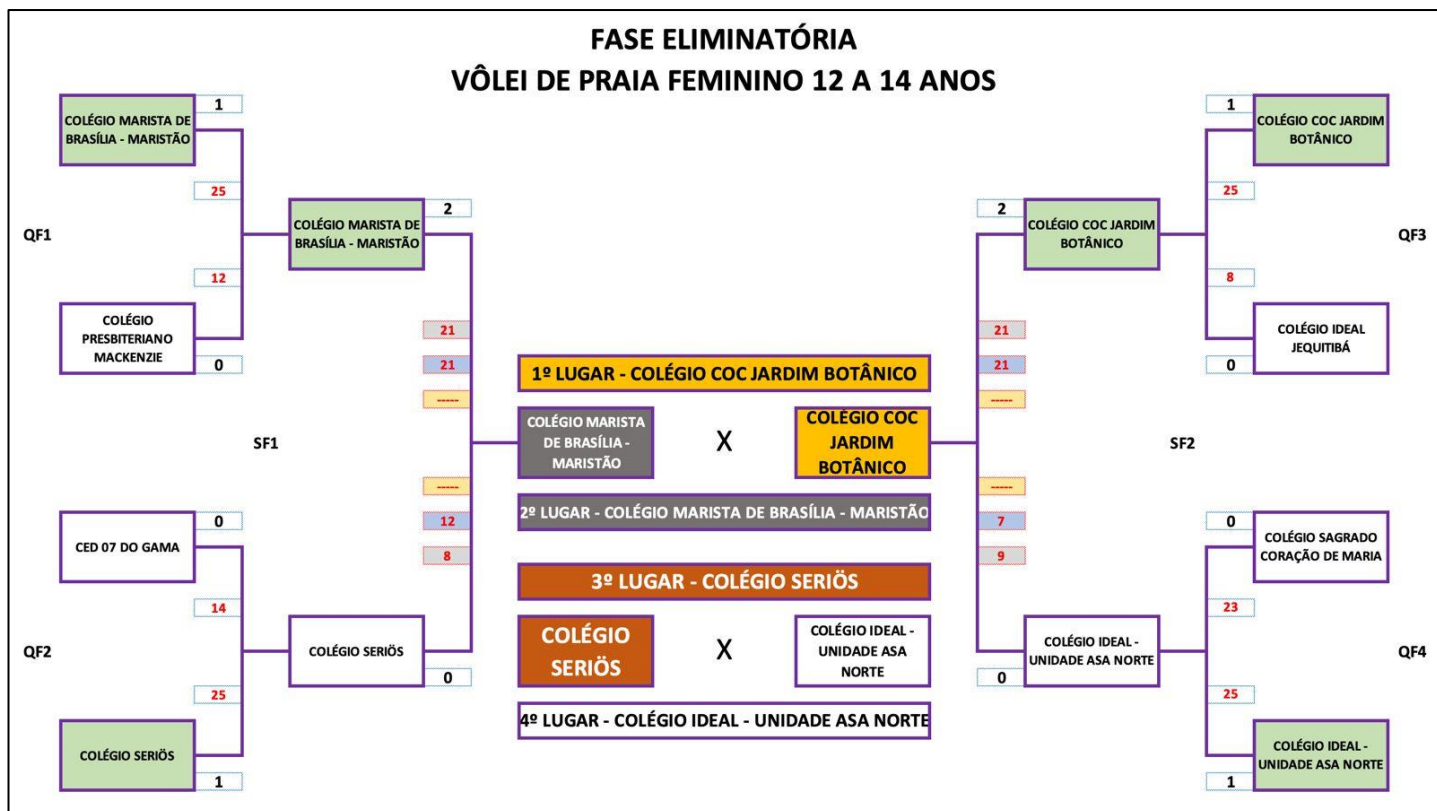 FASE ELIMINATÓRIA
VÔLEI DE PRAIA FEMININO 12 A 14 ANOS
1
COLÉGIO MARISTA DE
BRASÍLIA - MARISTÃO
25
QF1
12
COLÉGIO
PRESBITERIANO
MACKENZIE
0
COLÉGIO MARISTA DE
BRASÍLIA - MARISTÃO
2
21
21
-----
SF1
-----
12
8
0
CED 07 DO GAMA
14
QF2
25
COLÉGIO SERIÖS
1
COLÉGIO SERIÖS
0
1º LUGAR - COLÉGIO COC JARDIM BOTÂNICO
COLÉGIO MARISTA
DE BRASÍLIA -
MARISTÃO
X
COLÉGIO COC
JARDIM
BOTÂNICO
2º LUGAR - COLÉGIO MARISTA DE BRASÍLIA - MARISTÃO
3º LUGAR - COLÉGIO SERIÖS
COLÉGIO
SERIÖS
X
COLÉGIO IDEAL -
UNIDADE ASA
NORTE
4º LUGAR - COLÉGIO IDEAL - UNIDADE ASA NORTE
2
COLÉGIO COC JARDIM
BOTÂNICO
21
21
-----
SF2
-----
7
9
COLÉGIO IDEAL -
UNIDADE ASA NORTE
0
1
COLÉGIO COC JARDIM
BOTÂNICO
25
QF3
8
COLÉGIO IDEAL
JEQUITIBÁ
0
0
COLÉGIO SAGRADO
CORAÇÃO DE MARIA
23
QF4
25
COLÉGIO IDEAL -
UNIDADE ASA NORTE
1